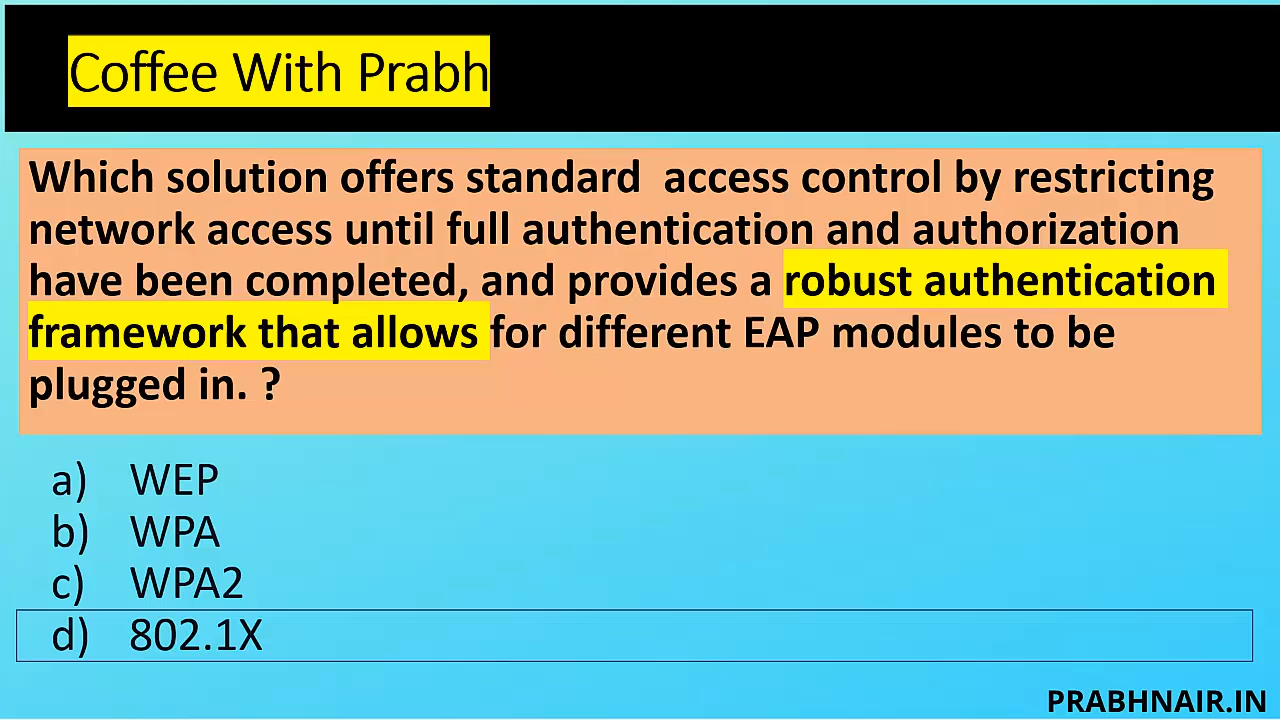 Coffee With Prabh
Which solution offers standard  access control by restricting
network access until full authentication and authorization
have been completed, and provides a robust authentication
framework that allows for different EAP modules to be
plugged in. ?
a) WEP
b) WPA
c) WPA2
d) 802.1X
PRABHNAIR.IN